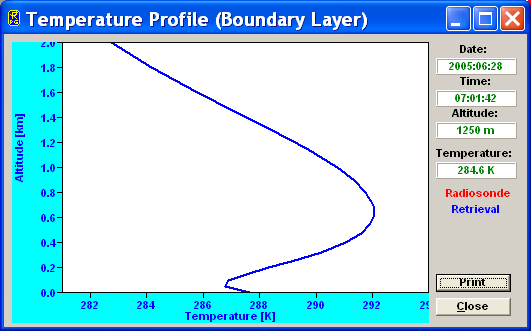 Temperature Profile (Boundary Layer)
Date:
2005:06:28
Time:
07:01:42
Altitude:
1250 m
Temperature:
284.6 K
Radiosonde
Retrieval
Print
Close
Altitude [km]
2.0
1.8
1.6
1.4
1.2
1.0
0.8
0.6
0.4
0.2
0.0
282 284 286 288 290 292 29
Temperature [K]